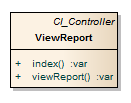 CI_Controller
ViewReport
+ index() :var
+ viewReport() :var